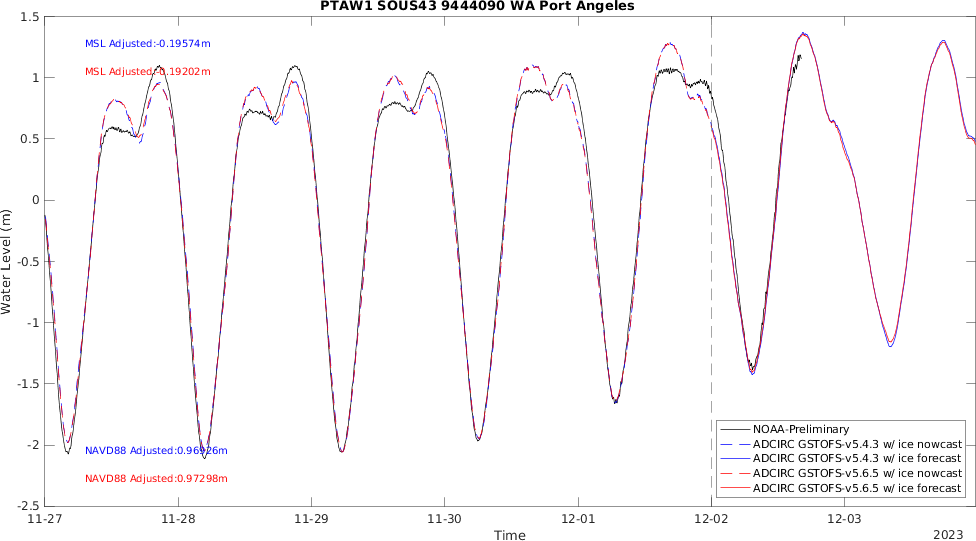 PTAW1 SOUS43 9444090 WA Port Angeles
1.5
MSL Adjusted:-0.19574m
1
MSL Adjusted:-0.19202m
0.5
0
-0.5
-1
-1.5
-2
-2.5
Water Level (m)
NAVD88 Adjusted:0.96926m
NAVD88 Adjusted:0.97298m
NOAA-Preliminary
ADCIRC GSTOFS-v5.4.3 w/ ice nowcast
ADCIRC GSTOFS-v5.4.3 w/ ice forecast
ADCIRC GSTOFS-v5.6.5 w/ ice nowcast
ADCIRC GSTOFS-v5.6.5 w/ ice forecast
11-27 11-28 11-29 11-30 12-01 12-02 12-03
Time
2023